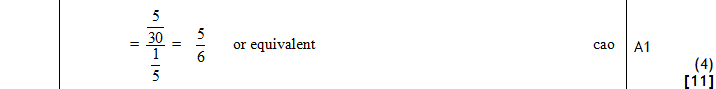 = 5/30 / 1/5 = 5/6 or equivalent cao A1
(4)
[11]